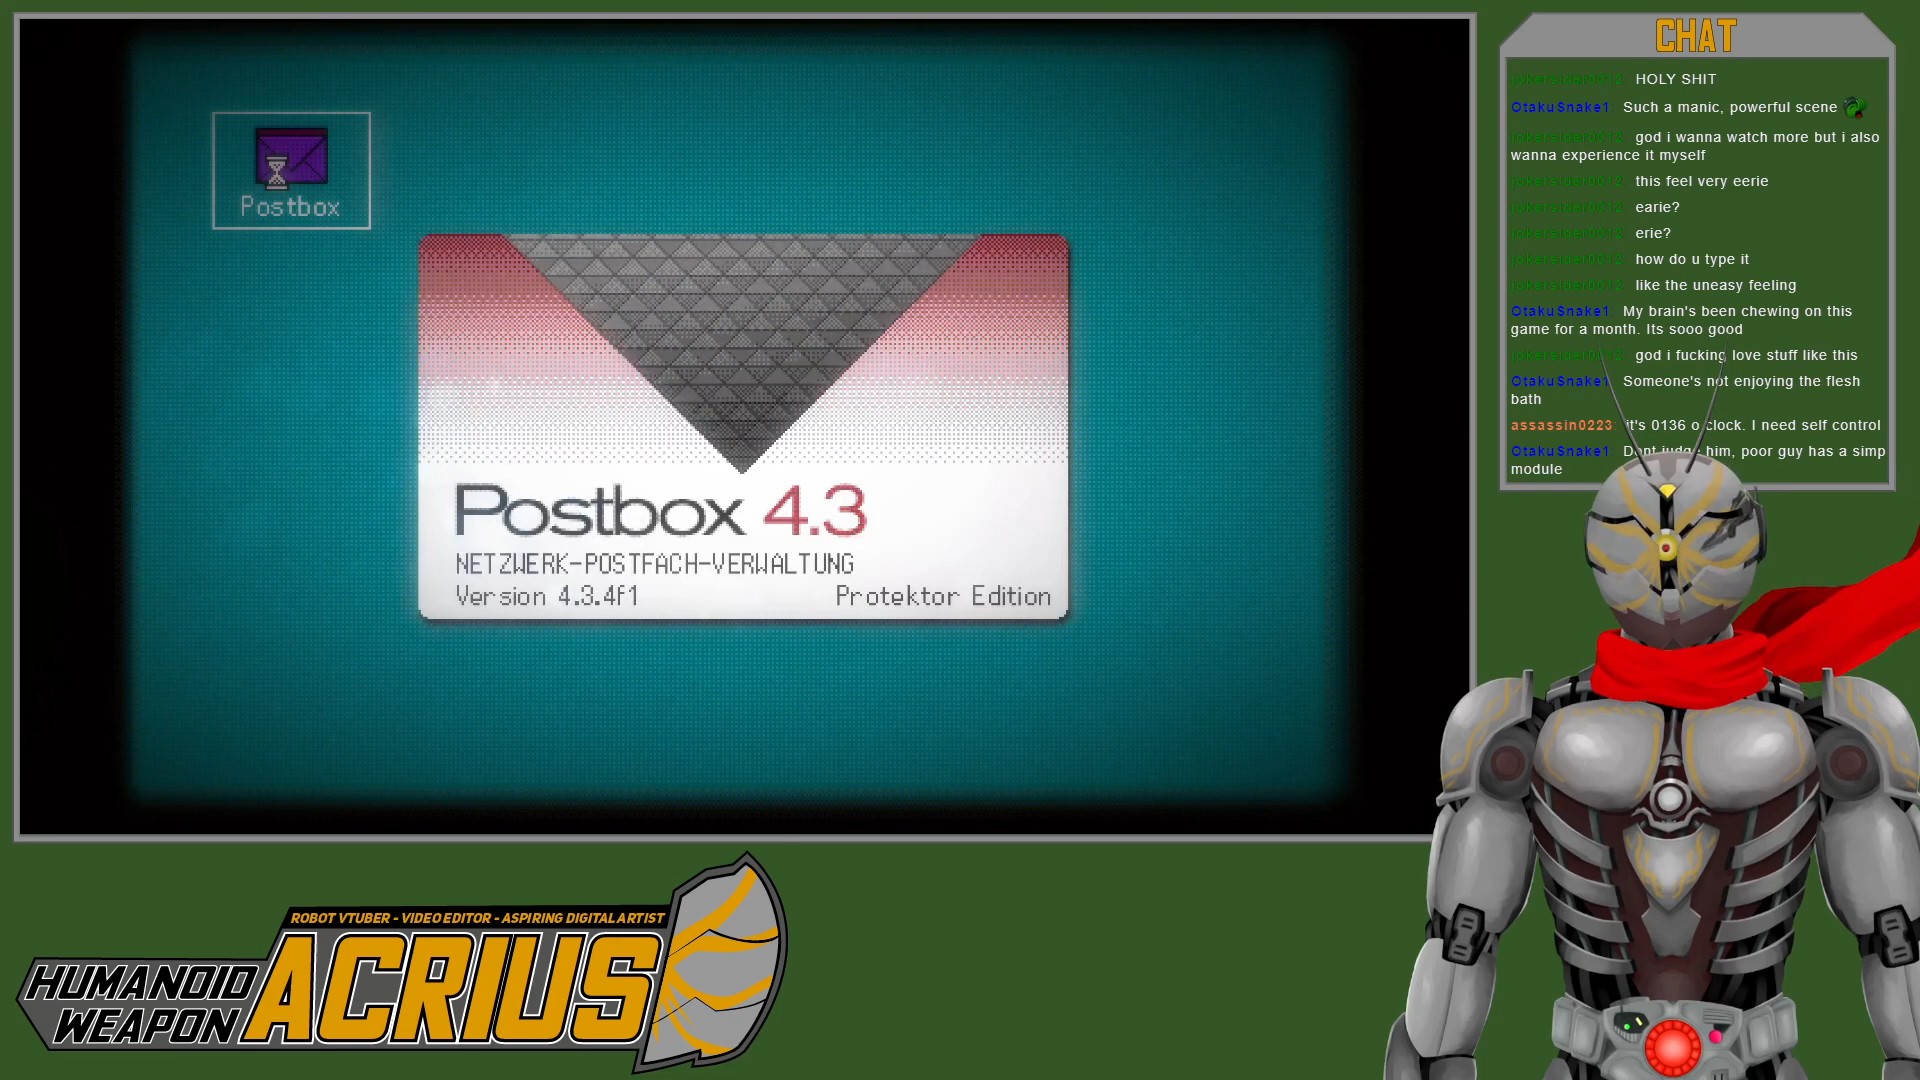 Postbox
Postbox 4.3
NETZWERK-POSTFACH-VERWALTUNG
Version 4.3.4f1
Protektor Edition
CHAT
HOLY SHIT
OtakuSnake1: Such a manic, powerful scene
god i wanna watch more but i also
wanna experience it myself
this feel very eerie
earie?
erie?
how do u type it
like the uneasy feeling
OtakuSnake1: My brain's been chewing on this
game for a month. Its sooo good
god i fucking love stuff like this
OtakuSnake1: Someone's not enjoying the flesh
bath
assassin0223: it's 0136 o clock. I need self control
OtakuSnake1: Dont judge him, poor guy has a simp
module
ROBOT VTUBER - VIDEO EDITOR - ASPIRING DIGITAL ARTIST
HUMANOID
WEAPON
ACRIUS